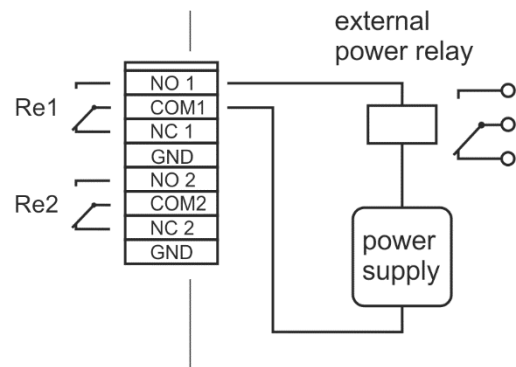 external
power relay
Re1
NO 1
COM1
NC 1
GND
Re2
NO 2
COM2
NC 2
GND
power
supply